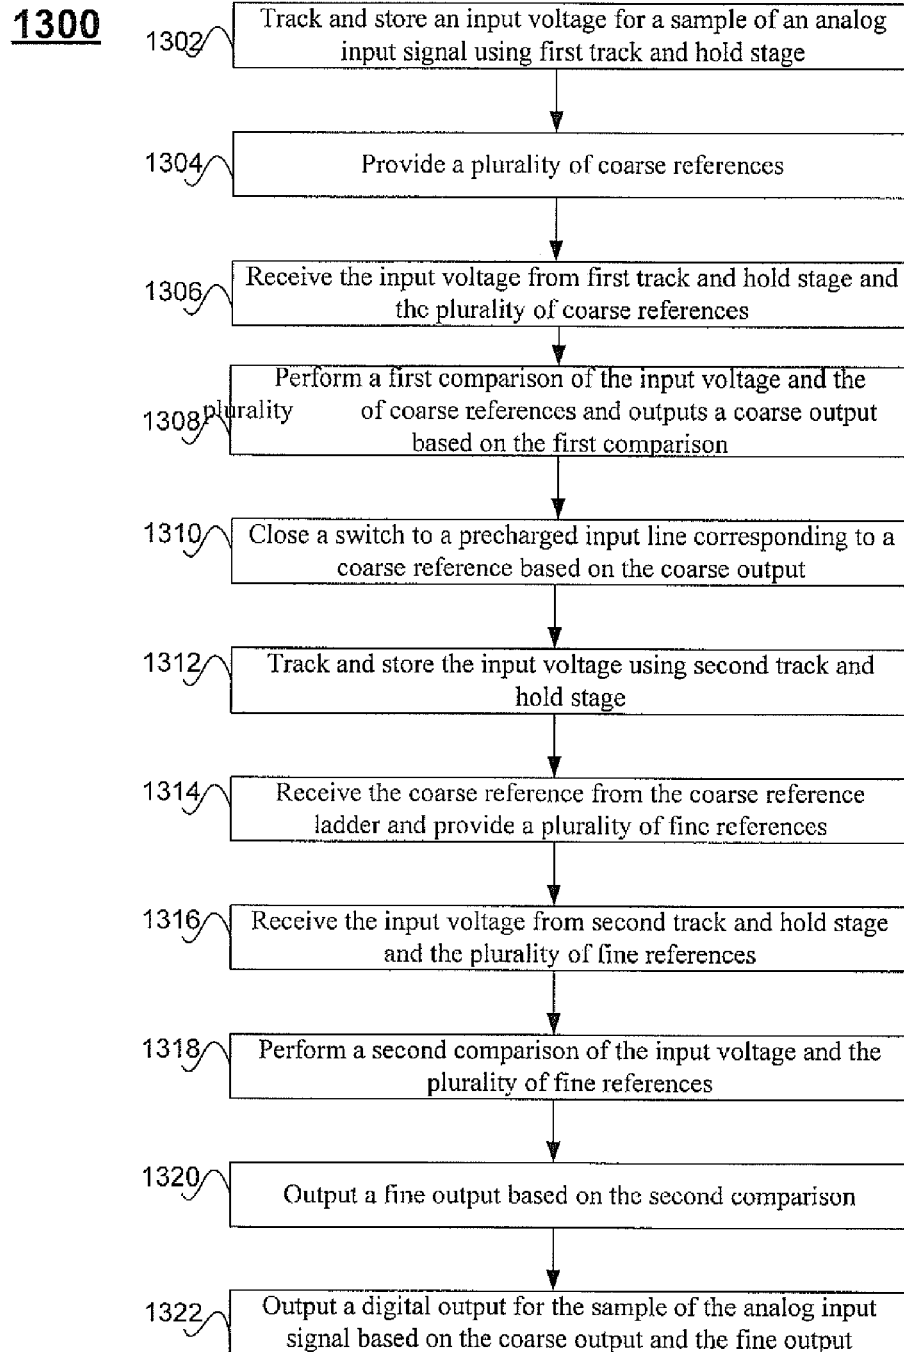 1300
1302
Track and store an input voltage for a sample of an analog
input signal using first track and hold stage
1304
Provide a plurality of coarse references
1306
Receive the input voltage from first track and hold stage and
the plurality of coarse references
1308
Perform a first comparison of the input voltage and the
plurality of coarse references and outputs a coarse output
based on the first comparison
1310
Close a switch to a precharged input line corresponding to a
coarse reference based on the coarse output
1312
Track and store the input voltage using second track and
hold stage
1314
Receive the coarse reference from the coarse reference
ladder and provide a plurality of fine references
1316
Receive the input voltage from second track and hold stage
and the plurality of fine references
1318
Perform a second comparison of the input voltage and the
plurality of fine references
1320
Output a fine output based on the second comparison
1322
Output a digital output for the sample of the analog input
signal based on the coarse output and the fine output